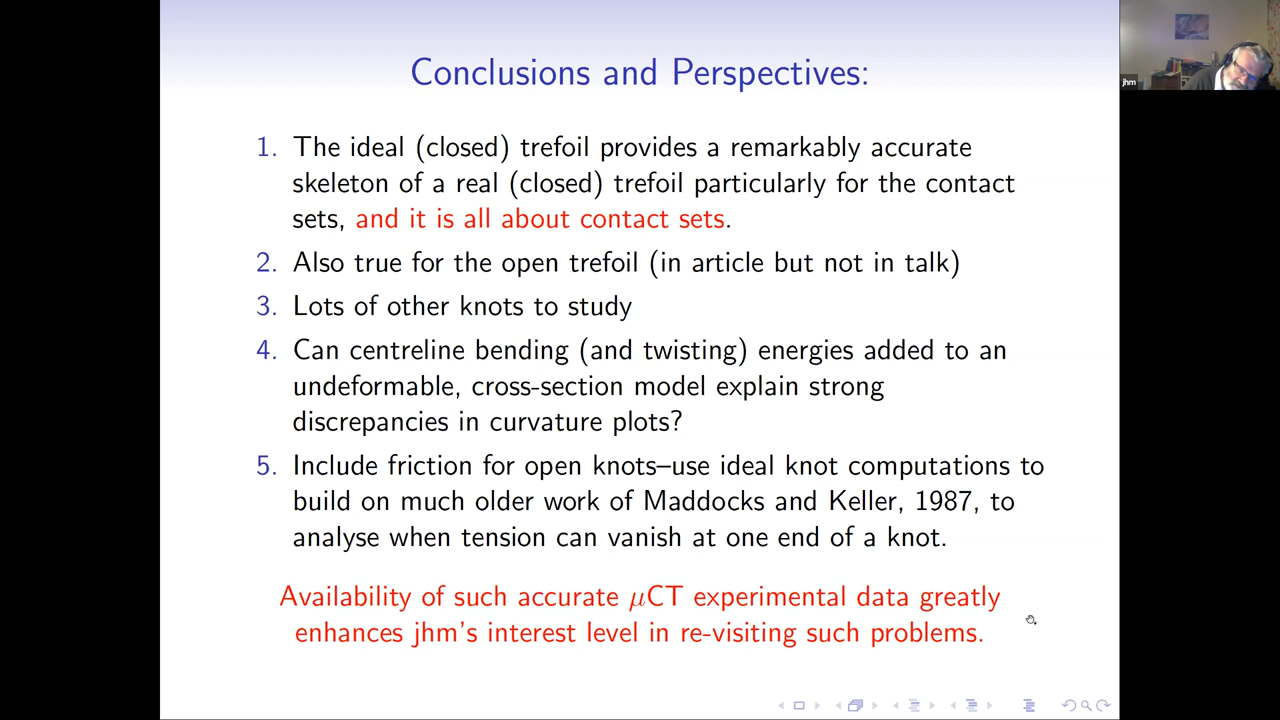 Conclusions and Perspectives:
jhm
1. The ideal (closed) trefoil provides a remarkably accurate
skeleton of a real (closed) trefoil particularly for the contact
sets, and it is all about contact sets.
2. Also true for the open trefoil (in article but not in talk)
3. Lots of other knots to study
4. Can centreline bending (and twisting) energies added to an
undeformable, cross-section model explain strong
discrepancies in curvature plots?
5. Include friction for open knots–use ideal knot computations to
build on much older work of Maddocks and Keller, 1987, to
analyse when tension can vanish at one end of a knot.
Availability of such accurate μCT experimental data greatly
enhances jhm's interest level in re-visiting such problems.